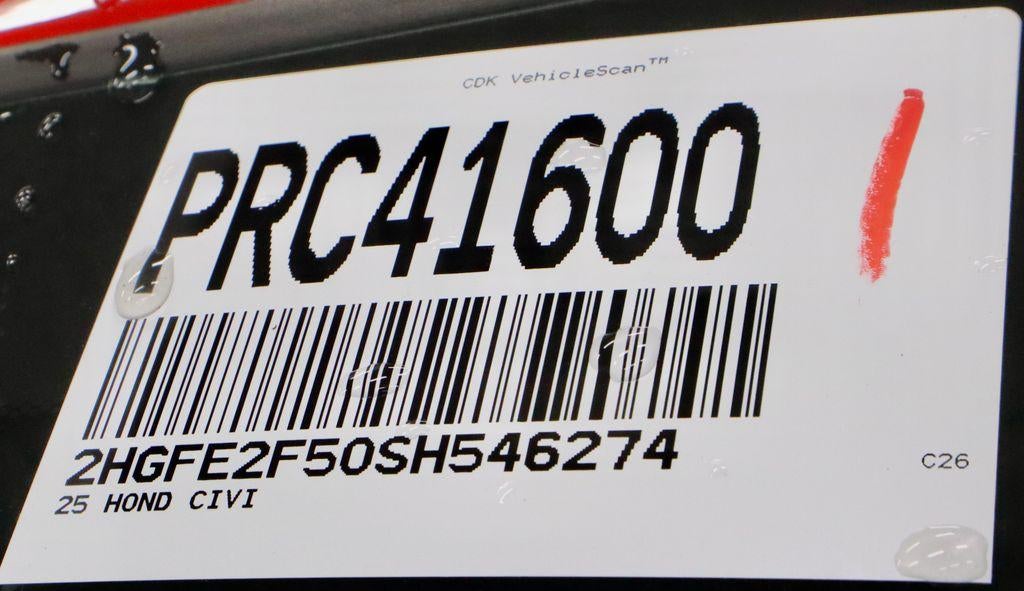 CDK VehicleScan™
PRC41600
2HGFE2F50SH546274
25 HOND CIVI
C26